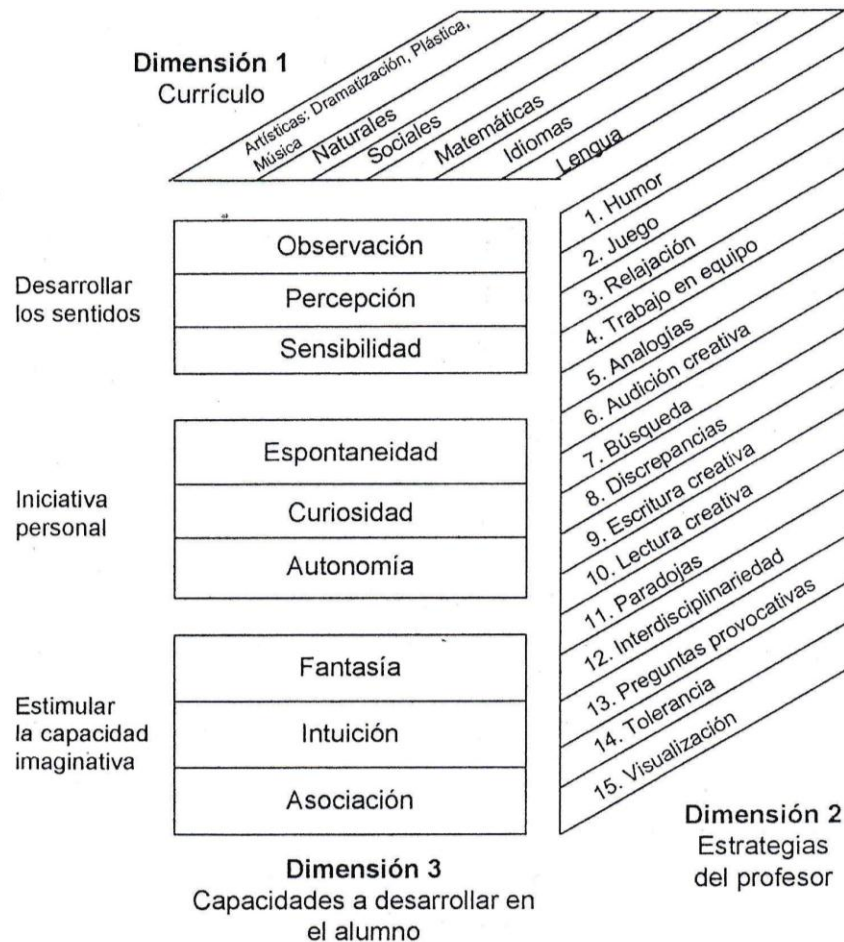 Dimensión 1
Currículo
Artísticas: Dramatización, Plástica,
Música
Naturales
Sociales
Matemáticas
Idiomas
Lengua
Desarrollar
los sentidos
Observación
Percepción
Sensibilidad
Iniciativa
personal
Espontaneidad
Curiosidad
Autonomía
Estimular
la capacidad
imaginativa
Fantasía
Intuición
Asociación
Dimensión 3
Capacidades a desarrollar en
el alumno
1. Humor
2. Juego
3. Relajación
4. Trabajo en equipo
5. Analogías
6. Audición creativa
7. Búsqueda
8. Discrepancias
9. Escritura creativa
10. Lectura creativa
11. Paradojas
12. Interdisciplinariedad
13. Preguntas provocativas
14. Tolerancia
15. Visualización
Dimensión 2
Estrategias
del profesor